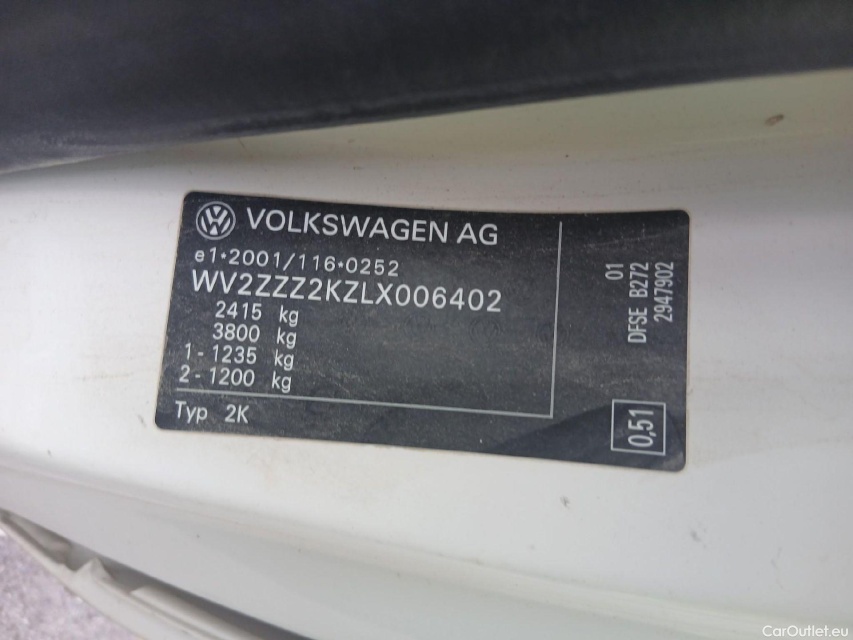 VOLKSWAGEN AG
e1*2001/116*0252
WV2ZZZ2KZLX006402
2415 kg
3800 kg
1 - 1235 kg
2 - 1200 kg
Typ 2K
01
DFSE B272
2947902
0,51
CarOutlet.eu